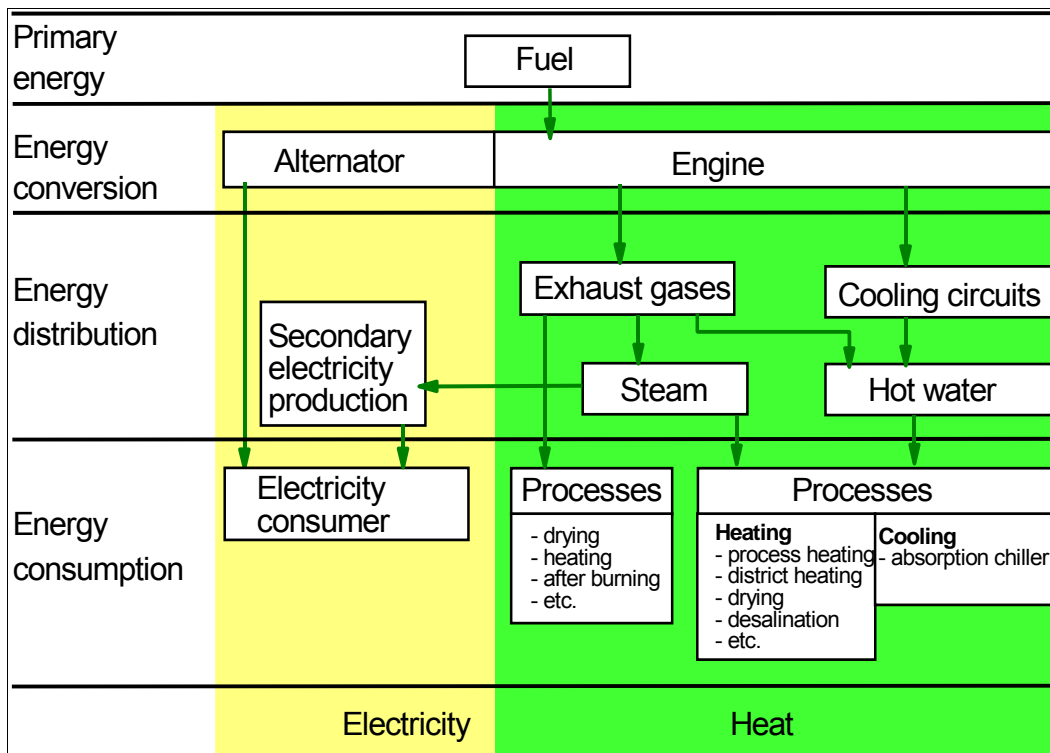 Primary
energy
Fuel
Energy
conversion
Alternator
Engine
Energy
distribution
Exhaust gases
Cooling circuits
Secondary
electricity
production
Steam
Hot water
Energy
consumption
Electricity
consumer
Processes
- drying
- heating
- after burning
- etc.
Processes
Heating
- process heating
- district heating
- drying
- desalination
- etc.
Cooling
- absorption chiller
Electricity
Heat